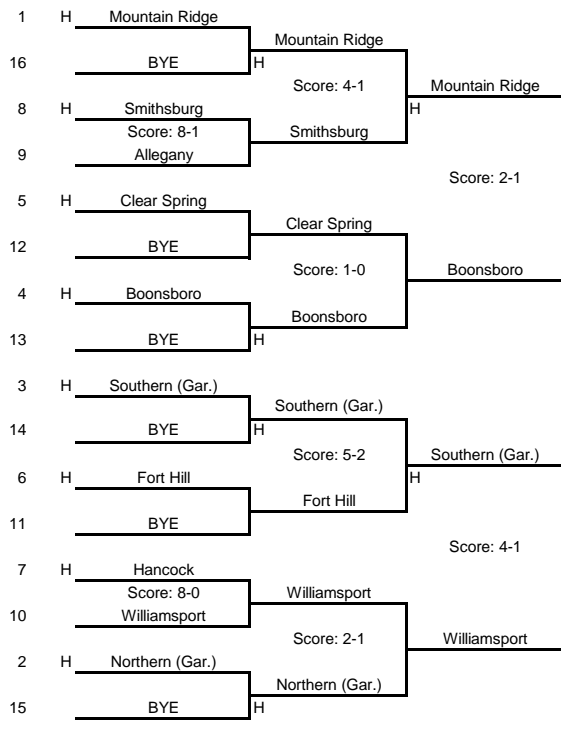 1 H Mountain Ridge
Mountain Ridge
16 BYE H
Score: 4-1 Mountain Ridge
8 H Smithsburg H
Score: 8-1 Smithsburg
9 Allegany
Score: 2-1
5 H Clear Spring
Clear Spring
12 BYE
Score: 1-0 Boonsboro
4 H Boonsboro
Boonsboro
13 BYE H
3 H Southern (Gar.)
Southern (Gar.)
14 BYE H
Score: 5-2 Southern (Gar.)
6 H Fort Hill H
Fort Hill
11 BYE
Score: 4-1
7 H Hancock
Score: 8-0 Williamsport
10 Williamsport
Score: 2-1 Williamsport
2 H Northern (Gar.)
Northern (Gar.)
15 BYE H